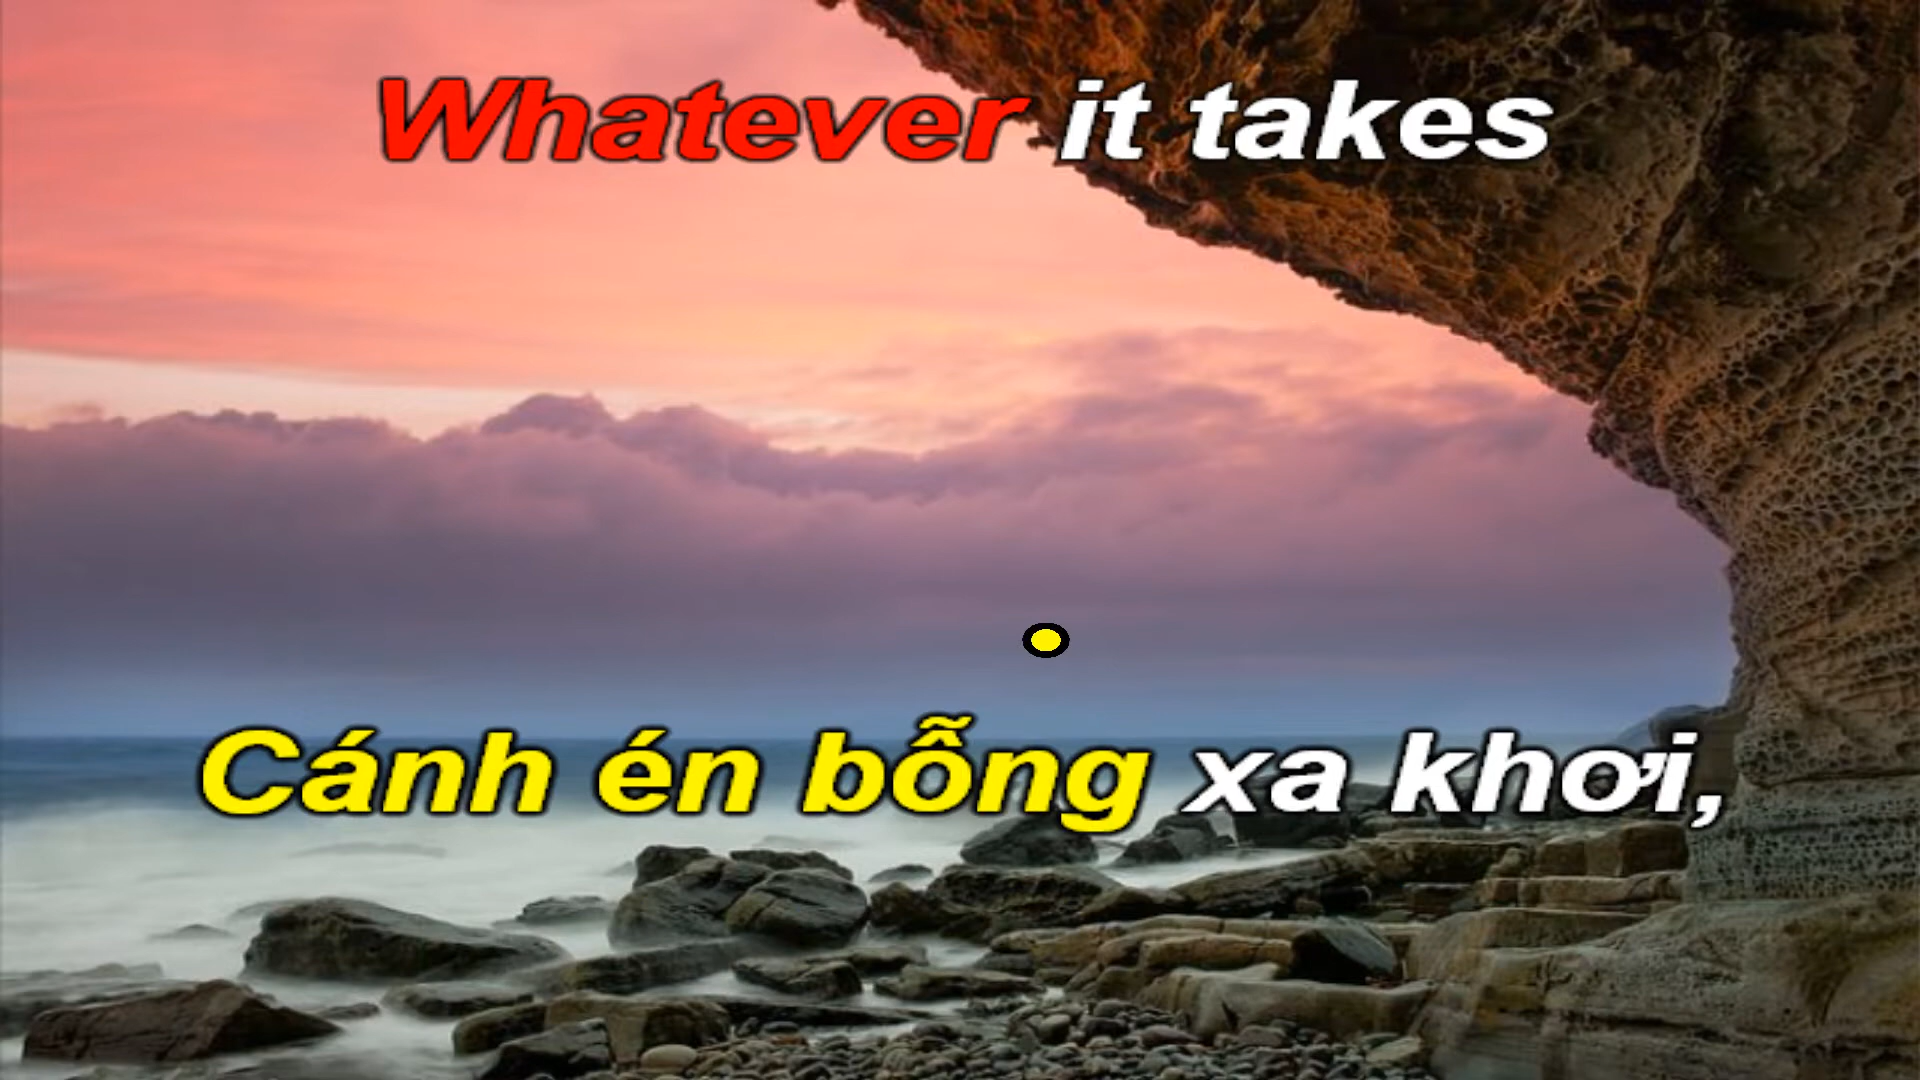 Whatever it takes
Cánh én bỗng xa khơi,